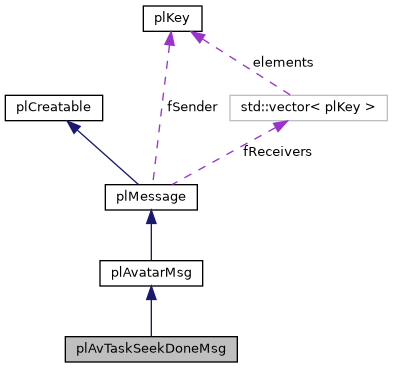 plKey
elements
plCreatable
fSender
std::vector< plKey >
fReceivers
plMessage
plAvatarMsg
plAvTaskSeekDoneMsg